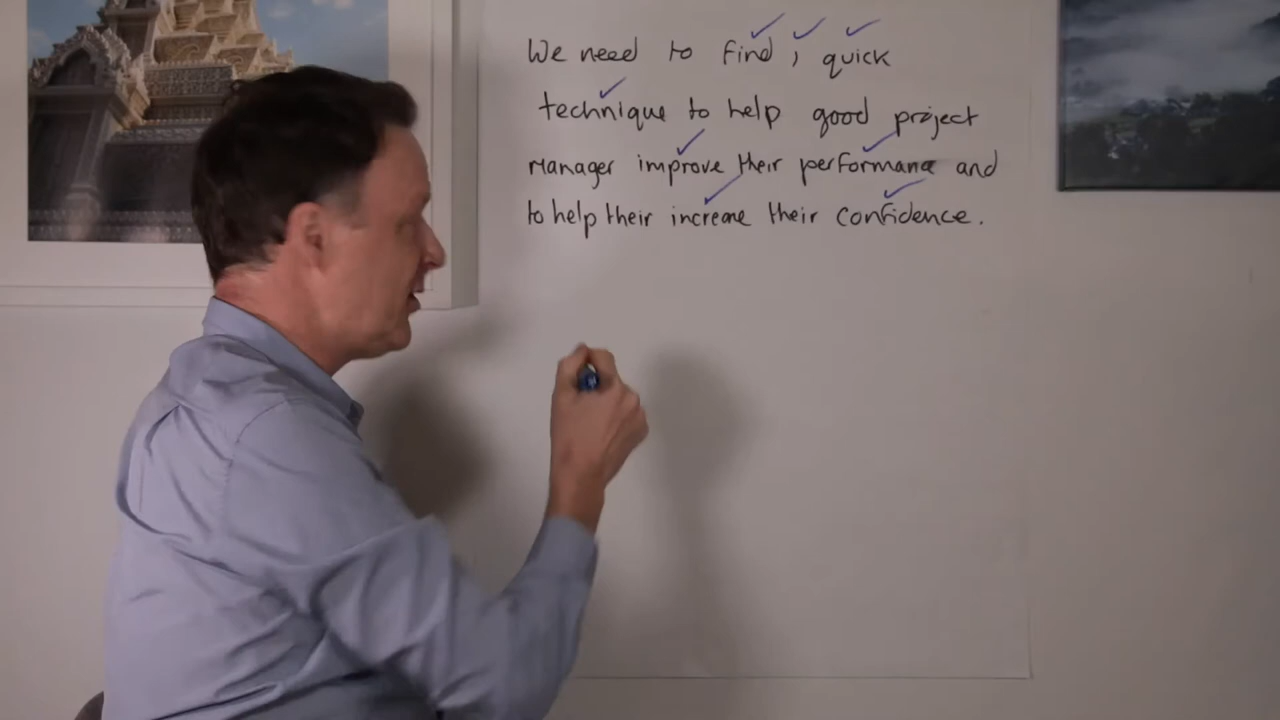 We need to find , quick
technique to help good project
manager improve their performance and
to help their increase their confidence.